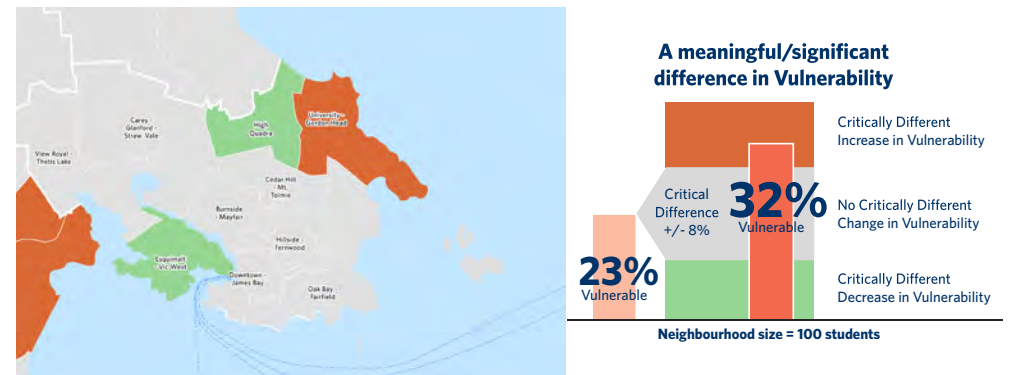 Carey -
Glanford -
Straw. Vale
High
Quadra
University-
Gordon Head
View Royal -
Thetis Lake
Cedar Hill
- Mt.
Tolmie
Burnside
- Mayfair
Hillside -
Fernwood
Esquimalt
- Vic West
Downtown -
James Bay
Oak Bay -
Fairfield
A meaningful/significant
difference in Vulnerability
Critically Different
Increase in Vulnerability
Critical
Difference
+/- 8%
32%
Vulnerable
No Critically Different
Change in Vulnerability
23%
Vulnerable
Critically Different
Decrease in Vulnerability
Neighbourhood size = 100 students